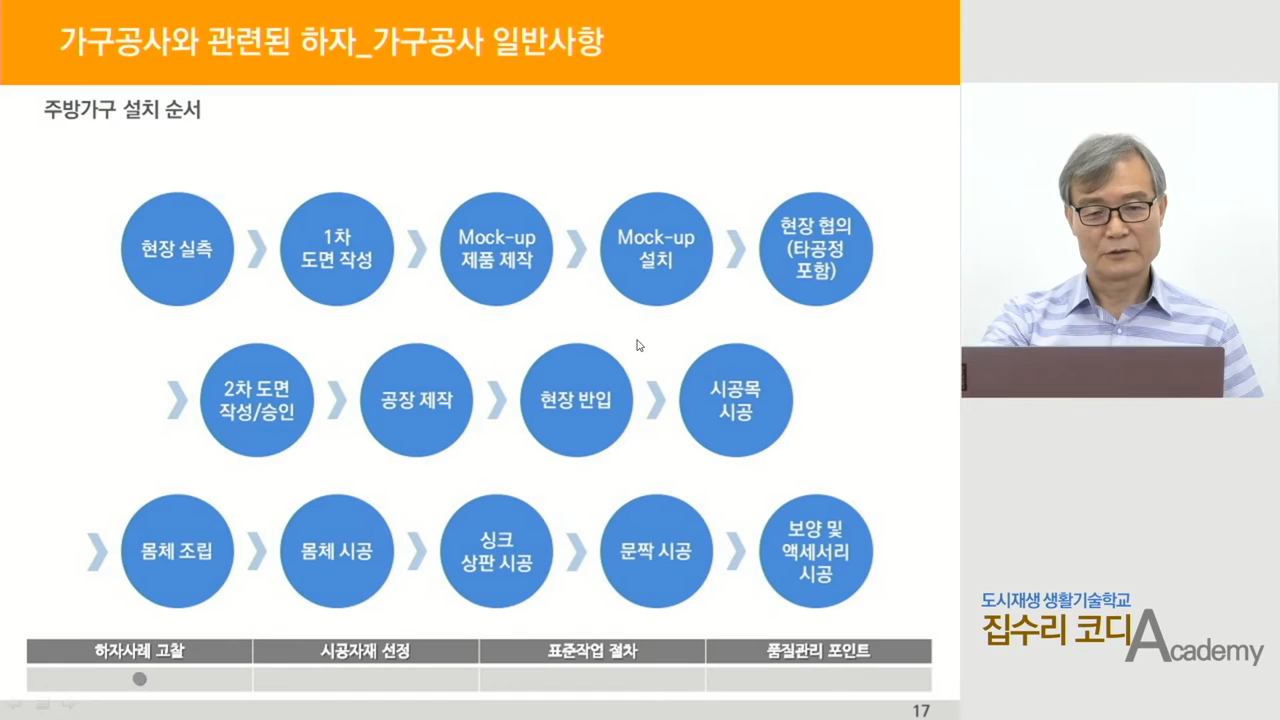 가구공사와 관련된 하자_가구공사 일반사항
주방가구 설치 순서
현장 실측
1차
도면 작성
Mock-up
제품 제작
Mock-up
설치
현장 협의
(타공정
포함)
2차 도면
작성/승인
공장 제작
현장 반입
시공목
시공
몸체 조립
몸체 시공
싱크
상판 시공
문짝 시공
보양 및
액세서리
시공
하자사례 고찰
시공자재 선정
표준작업 절차
품질관리 포인트
17
도시재생 생활기술학교
집수리 코디 Academy